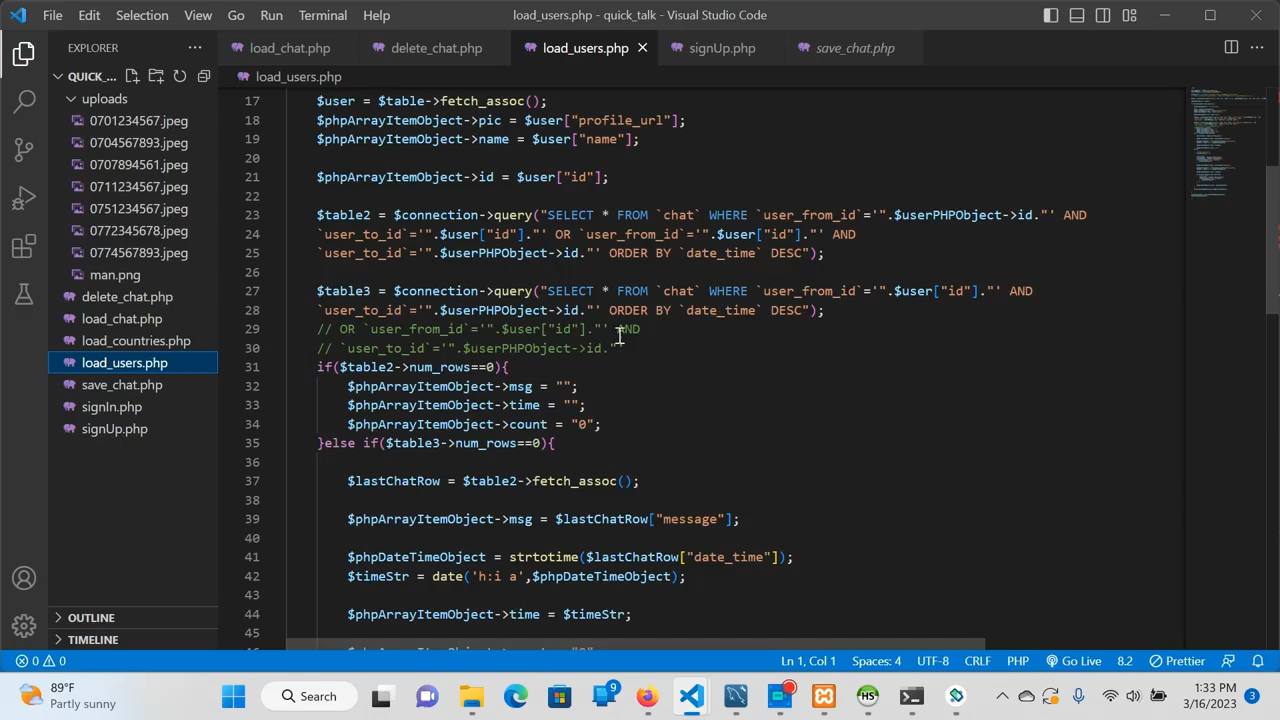 File Edit Selection View Go Run Terminal Help
load_users.php - quick_talk - Visual Studio Code
EXPLORER
load_chat.php
delete_chat.php
load_users.php
signUp.php
save_chat.php
QUICK_...
load_users.php
uploads
0701234567.jpeg
0704567893.jpeg
0707894561.jpeg
0711234567.jpeg
0751234567.jpeg
0772345678.jpeg
0774567893.jpeg
man.png
delete_chat.php
load_chat.php
load_countries.php
load_users.php
save_chat.php
signIn.php
signUp.php
OUTLINE
TIMELINE
17 $user = $table->fetch_assoc();
18 $phpArrayItemObject->pic = $user["profile_url"];
19 $phpArrayItemObject->name = $user["name"];
20
21 $phpArrayItemObject->id = $user["id"];
22
23 $table2 = $connection->query("SELECT * FROM `chat` WHERE `user_from_id`='".$userPHPObject->id."' AND
24 `user_to_id`='".$user["id"]."' OR `user_from_id`='".$user["id"]."' AND
25 `user_to_id`='".$userPHPObject->id."' ORDER BY `date_time` DESC");
26
27 $table3 = $connection->query("SELECT * FROM `chat` WHERE `user_from_id`='".$user["id"]."' AND
28 `user_to_id`='".$userPHPObject->id."' ORDER BY `date_time` DESC");
29 // OR `user_from_id`='".$user["id"]."' AND
30 // `user_to_id`='".$userPHPObject->id."'
31 if($table2->num_rows==0){
32 $phpArrayItemObject->msg = "";
33 $phpArrayItemObject->time = "";
34 $phpArrayItemObject->count = "0";
35 }else if($table3->num_rows==0){
36
37 $lastChatRow = $table2->fetch_assoc();
38
39 $phpArrayItemObject->msg = $lastChatRow["message"];
40
41 $phpDateTimeObject = strtotime($lastChatRow["date_time"]);
42 $timeStr = date('h:i a',$phpDateTimeObject);
43
44 $phpArrayItemObject->time = $timeStr;
45
0 0
Ln 1, Col 1 Spaces: 4 UTF-8 CRLF PHP Go Live 8.2 Prettier
89°F
Partly sunny
Search
9
HS
1:33 PM
3/16/2023
3